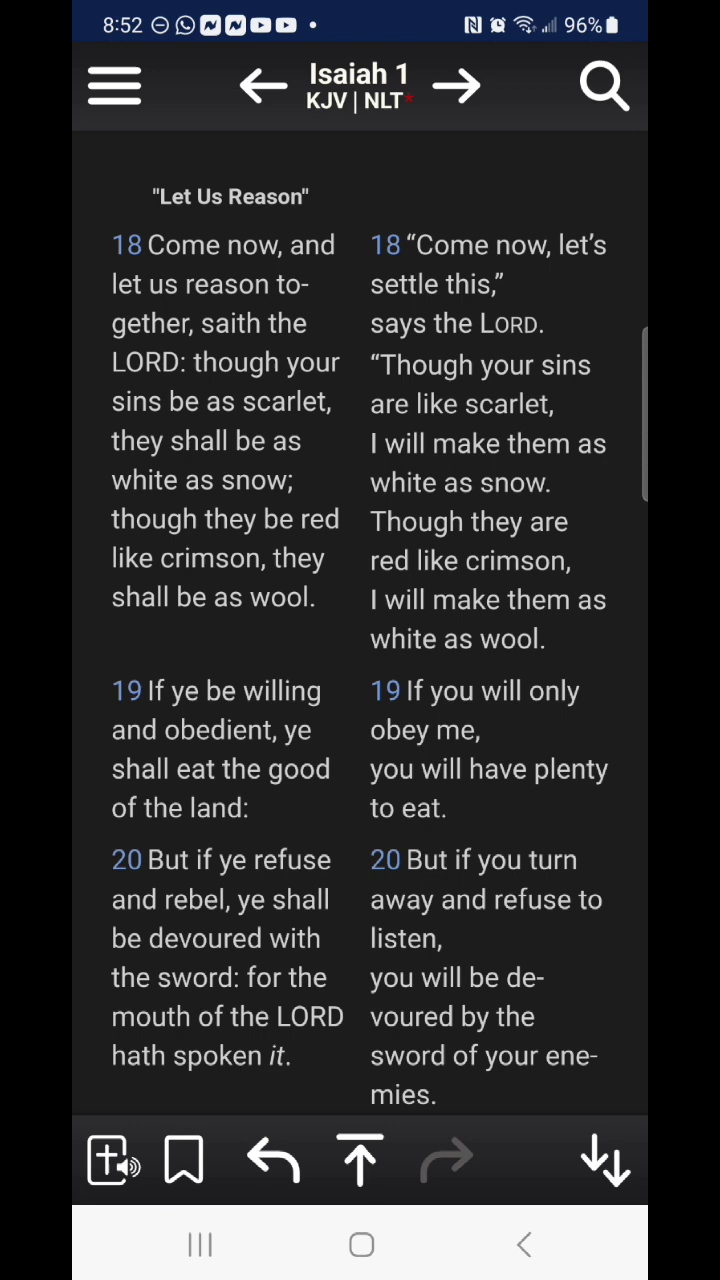 8:52
96%
Isaiah 1
KJV | NLT*
"Let Us Reason"
18 Come now, and
let us reason to-
gether, saith the
LORD: though your
sins be as scarlet,
they shall be as
white as snow;
though they be red
like crimson, they
shall be as wool.
19 If ye be willing
and obedient, ye
shall eat the good
of the land:
20 But if ye refuse
and rebel, ye shall
be devoured with
the sword: for the
mouth of the LORD
hath spoken it.
18 “Come now, let’s
settle this,”
says the LORD.
“Though your sins
are like scarlet,
I will make them as
white as snow.
Though they are
red like crimson,
I will make them as
white as wool.
19 If you will only
obey me,
you will have plenty
to eat.
20 But if you turn
away and refuse to
listen,
you will be de-
voured by the
sword of your ene-
mies.